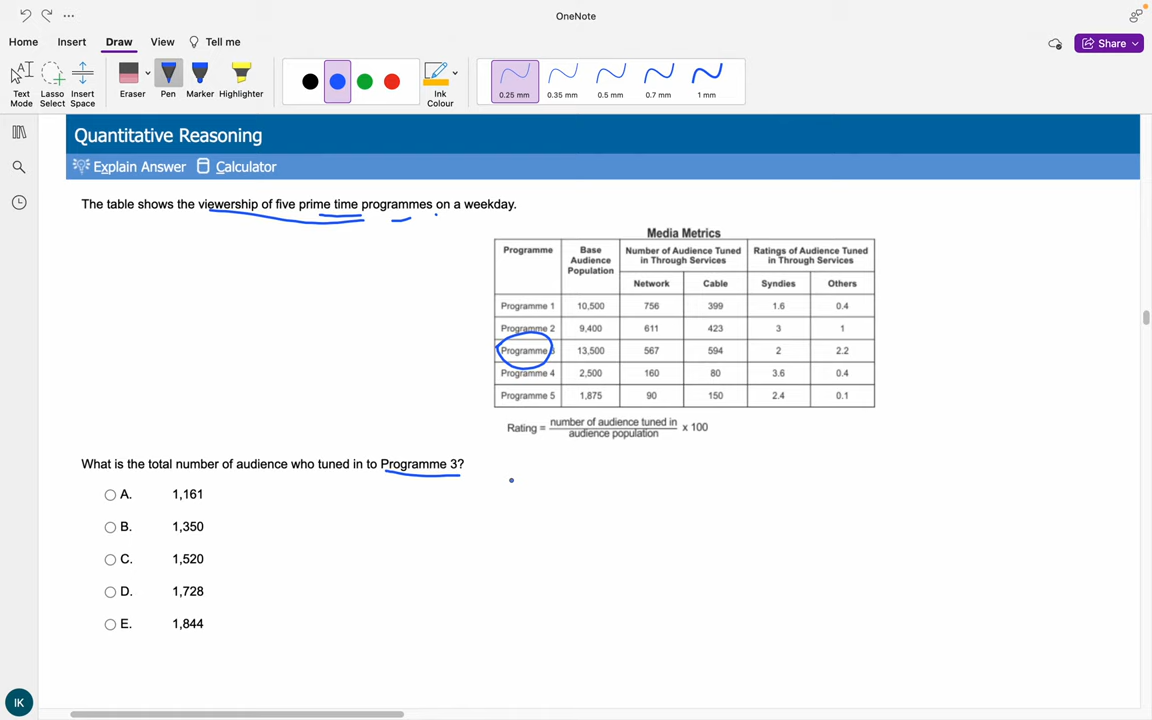 OneNote
Home Insert Draw View Tell me
Share
Text Mode
Lasso Select
Insert Space
Eraser
Pen
Marker
Highlighter
Ink Colour
0.25 mm
0.35 mm
0.5 mm
0.7 mm
1 mm
Quantitative Reasoning
Explain Answer Calculator
The table shows the viewership of five prime time programmes on a weekday.
Media Metrics
Programme
Base Audience Population
Number of Audience Tuned in Through Services
Ratings of Audience Tuned in Through Services
Network Cable Syndies Others
Programme 1 10,500 756 399 1.6 0.4
Programme 2 9,400 611 423 3 1
Programme 3 13,500 567 594 2 2.2
Programme 4 2,500 160 80 3.6 0.4
Programme 5 1,875 90 150 2.4 0.1
Rating = number of audience tuned in / audience population x 100
What is the total number of audience who tuned in to Programme 3?
A. 1,161
B. 1,350
C. 1,520
D. 1,728
E. 1,844
IK